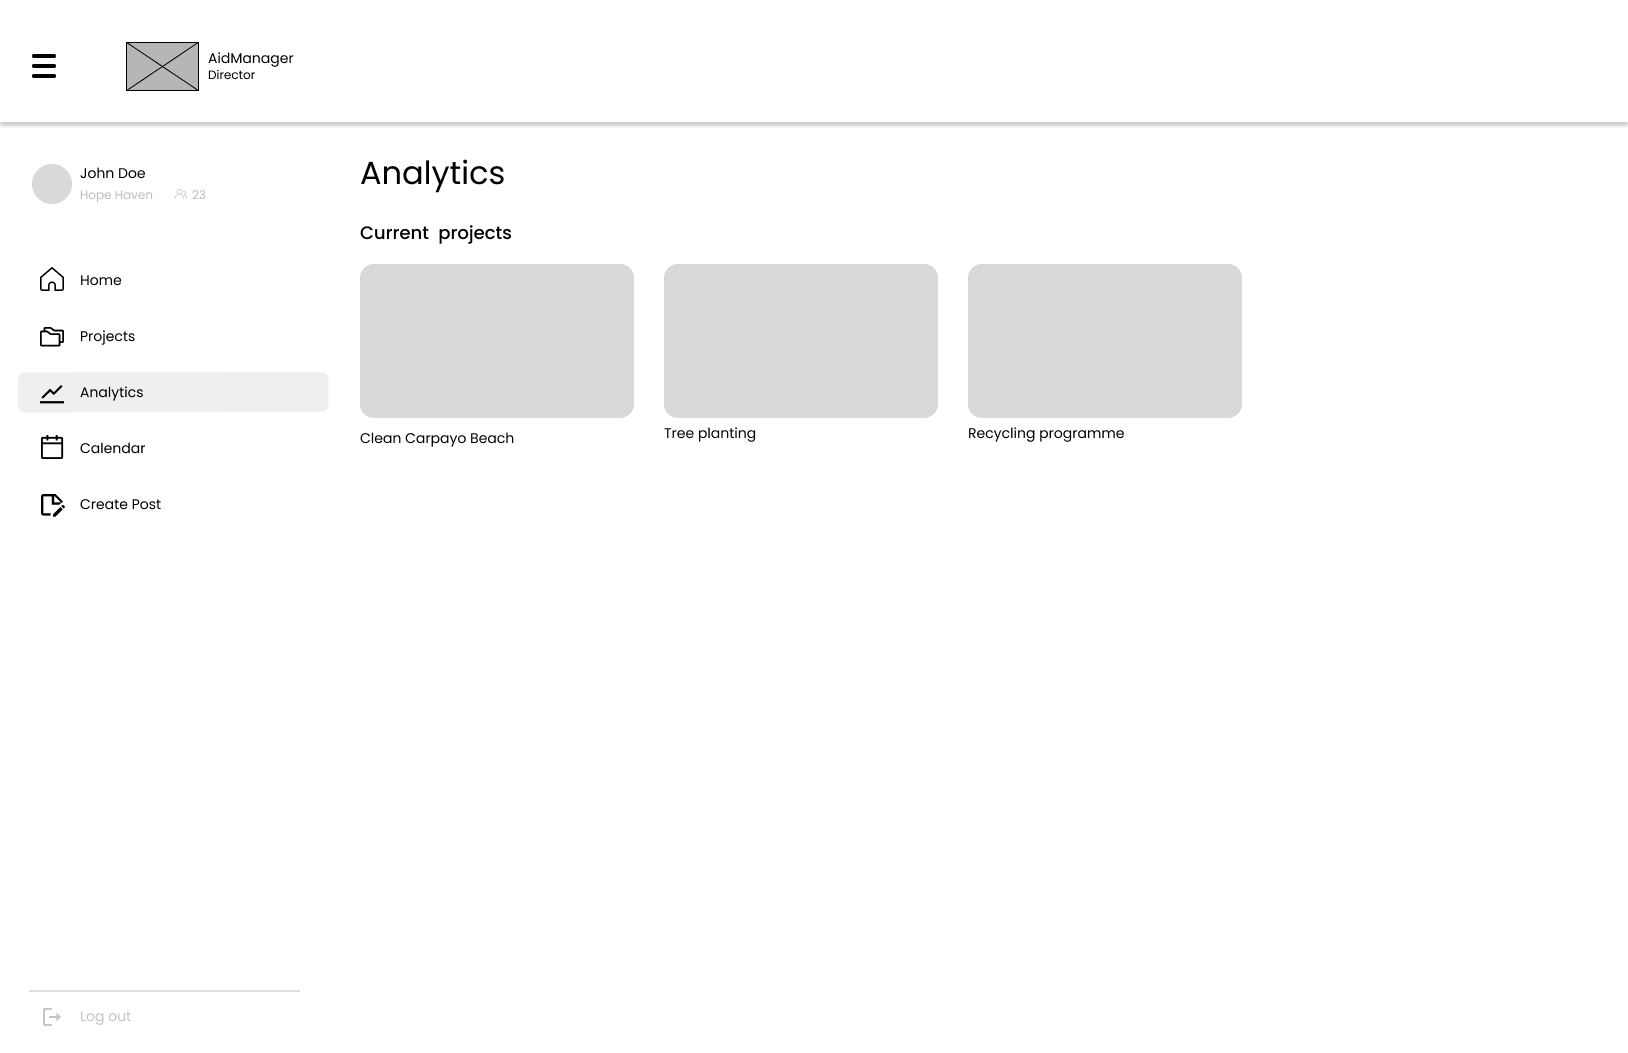 AidManager
Director
John Doe
Hope Haven 23
Home
Projects
Analytics
Calendar
Create Post
Log out
Analytics
Current projects
Clean Carpayo Beach
Tree planting
Recycling programme